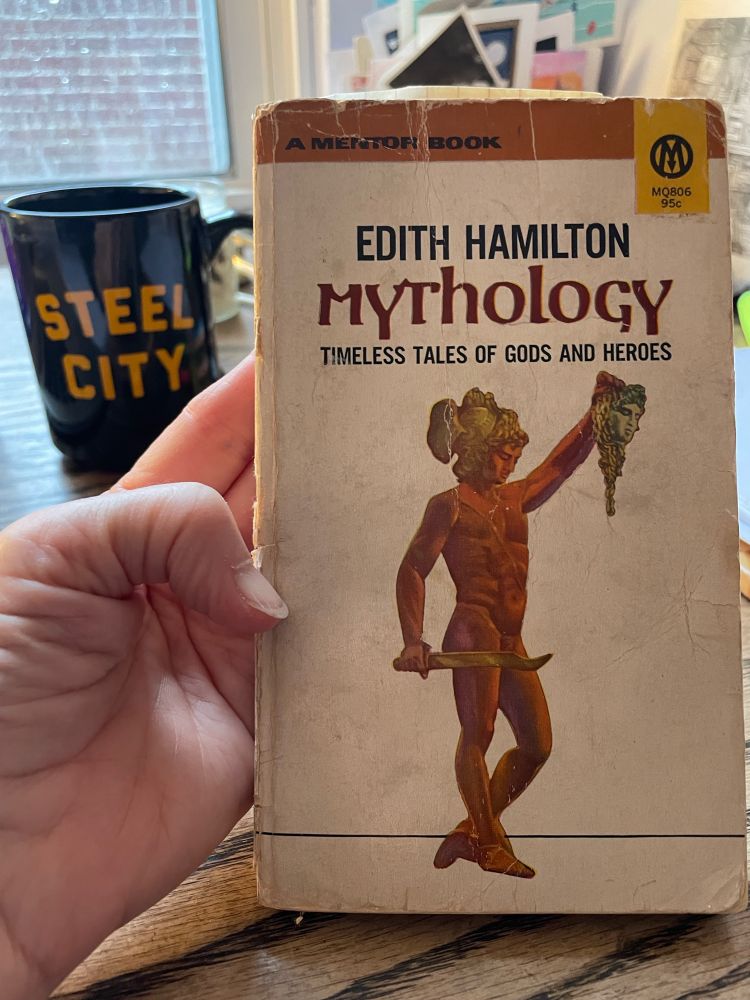 A MENTOR BOOK
M
MQ806
95c
EDITH HAMILTON
MYThOLOGY
TIMELESS TALES OF GODS AND HEROES
STEEL
CITY